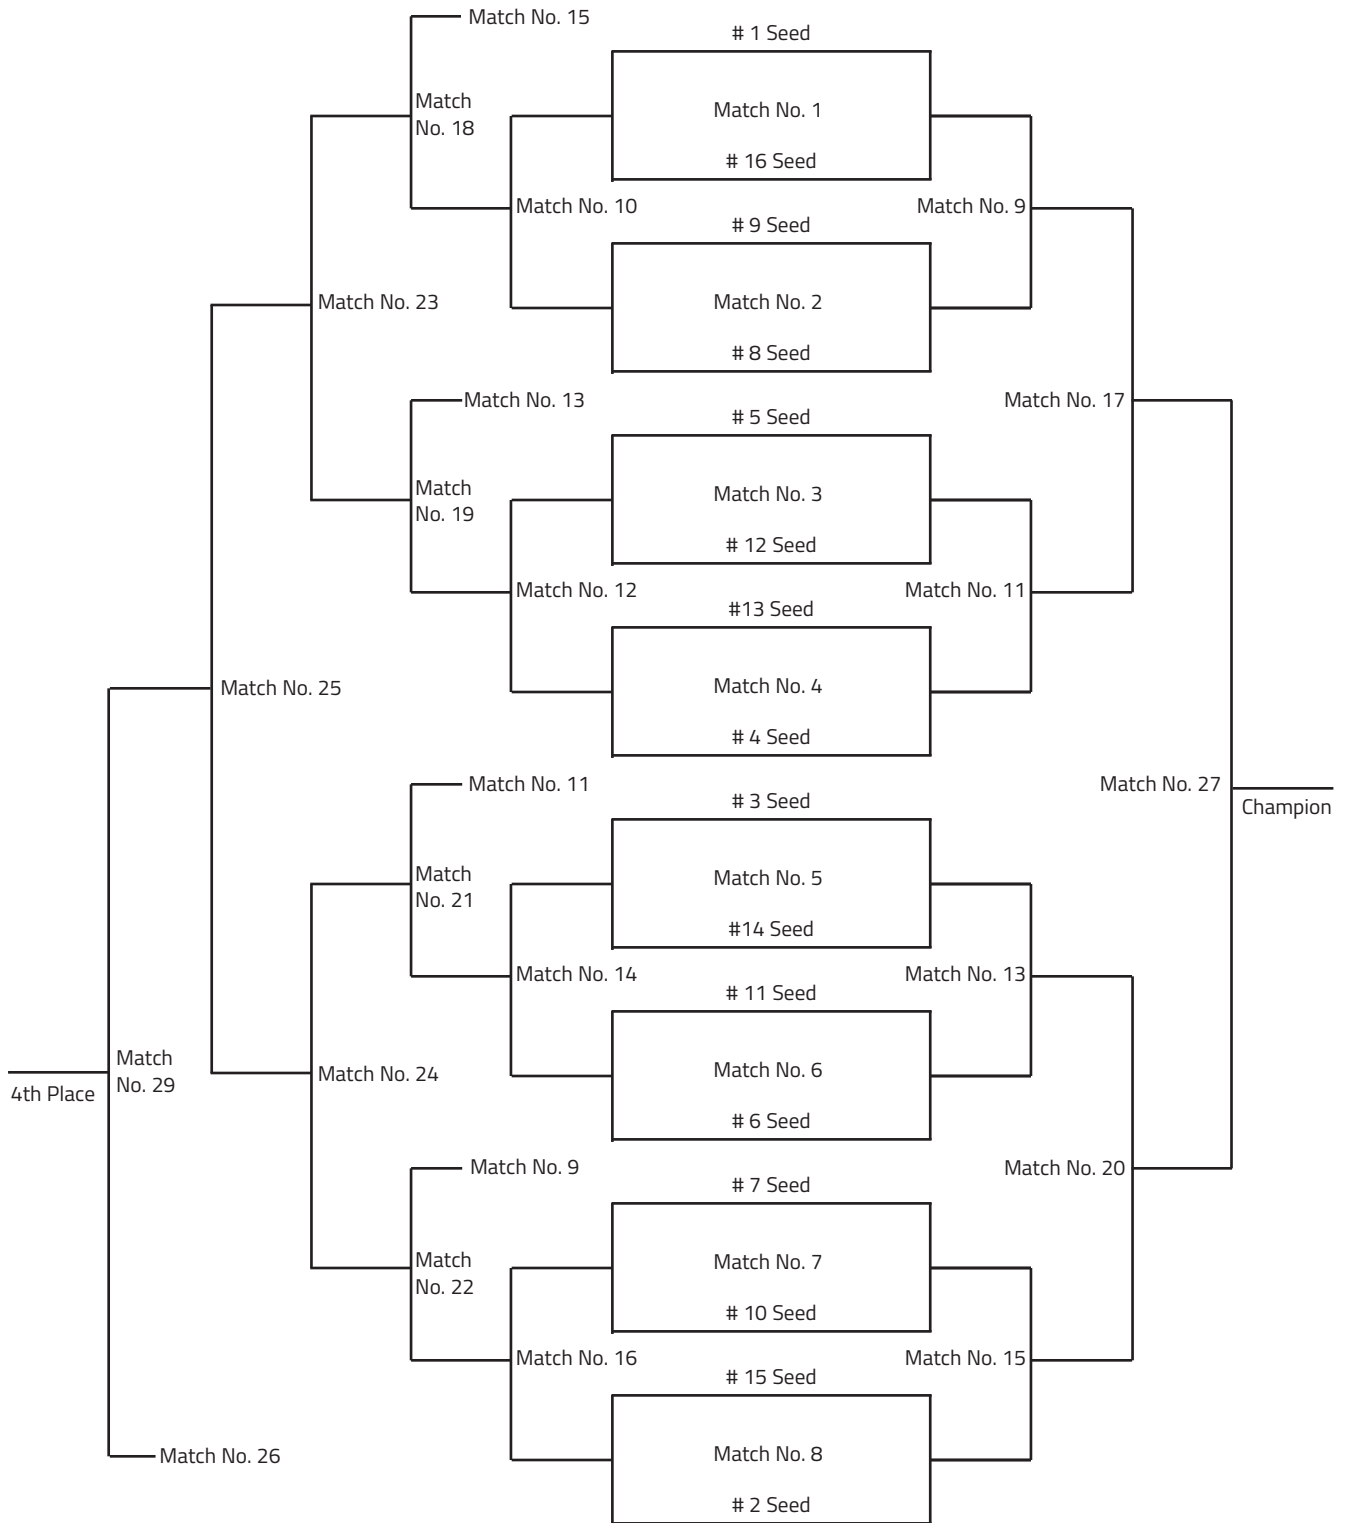 Match No. 15
# 1 Seed
Match
No. 18
Match No. 1
# 16 Seed
Match No. 10
Match No. 9
# 9 Seed
Match No. 23
Match No. 2
# 8 Seed
Match No. 13
Match No. 17
# 5 Seed
Match
No. 19
Match No. 3
# 12 Seed
Match No. 12
Match No. 11
#13 Seed
Match No. 25
Match No. 4
# 4 Seed
Match No. 11
Match No. 27
Champion
# 3 Seed
Match
No. 21
Match No. 5
#14 Seed
Match No. 14
Match No. 13
# 11 Seed
Match
No. 29
4th Place
Match No. 24
Match No. 6
# 6 Seed
Match No. 9
Match No. 20
# 7 Seed
Match
No. 22
Match No. 7
# 10 Seed
Match No. 16
Match No. 15
# 15 Seed
Match No. 26
Match No. 8
# 2 Seed